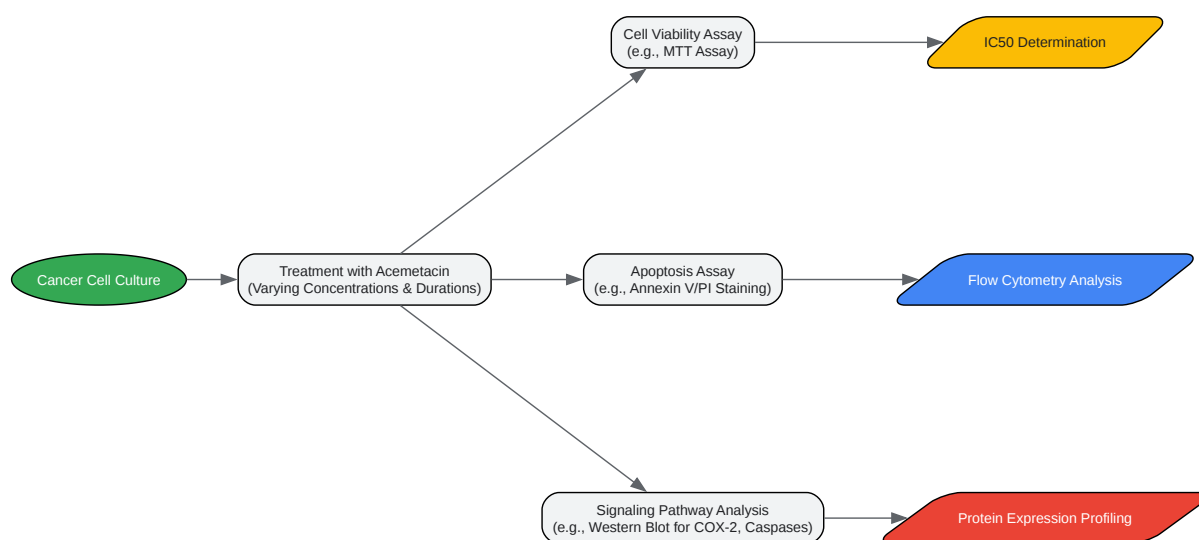 Cell Viability Assay
(e.g., MTT Assay)
IC50 Determination
Cancer Cell Culture
Treatment with Acemetacin
(Varying Concentrations & Durations)
Apoptosis Assay
(e.g., Annexin V/PI Staining)
Flow Cytometry Analysis
Signaling Pathway Analysis
(e.g., Western Blot for COX-2, Caspases)
Protein Expression Profiling